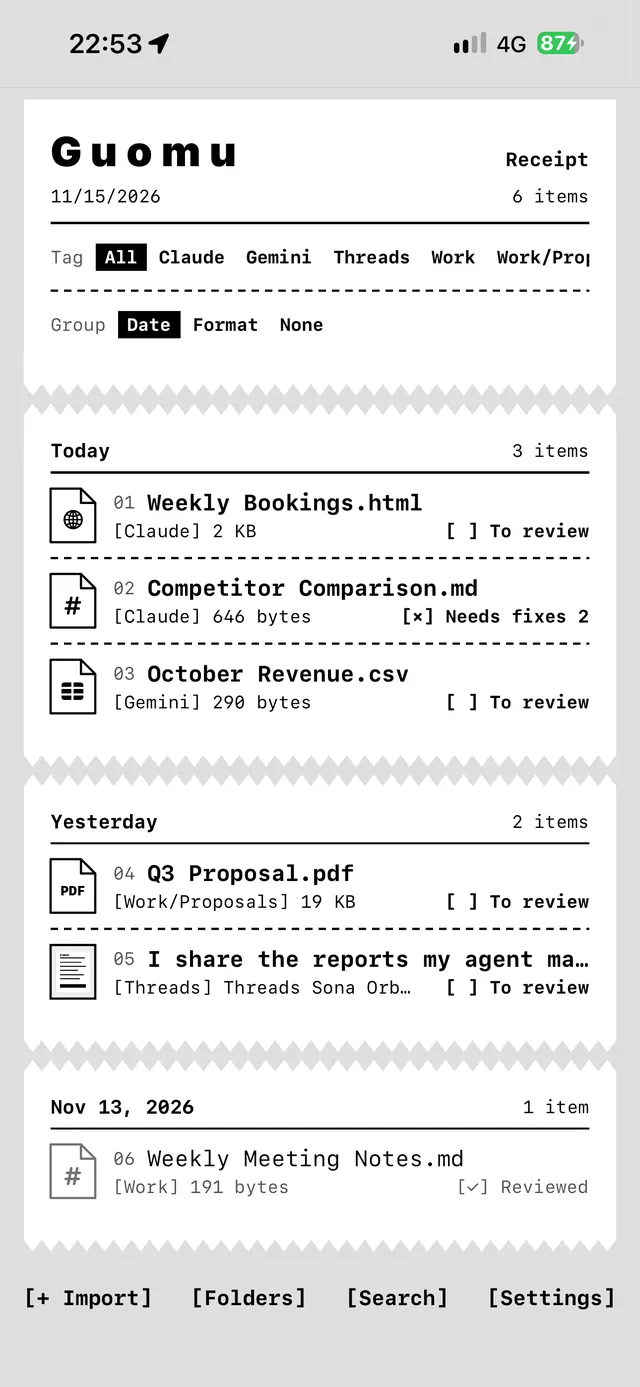 22:53 4G 87
Guomu
Receipt
11/15/2026 6 items
Tag All Claude Gemini Threads Work Work/Prop
Group Date Format None
Today 3 items
01 Weekly Bookings.html
[Claude] 2 KB [ ] To review
# 02 Competitor Comparison.md
[Claude] 646 bytes [×] Needs fixes 2
03 October Revenue.csv
[Gemini] 290 bytes [ ] To review
Yesterday 2 items
PDF 04 Q3 Proposal.pdf
[Work/Proposals] 19 KB [ ] To review
05 I share the reports my agent ma…
[Threads] Threads Sona Orb… [ ] To review
Nov 13, 2026 1 item
# 06 Weekly Meeting Notes.md
[Work] 191 bytes [✓] Reviewed
[+ Import] [Folders] [Search] [Settings]